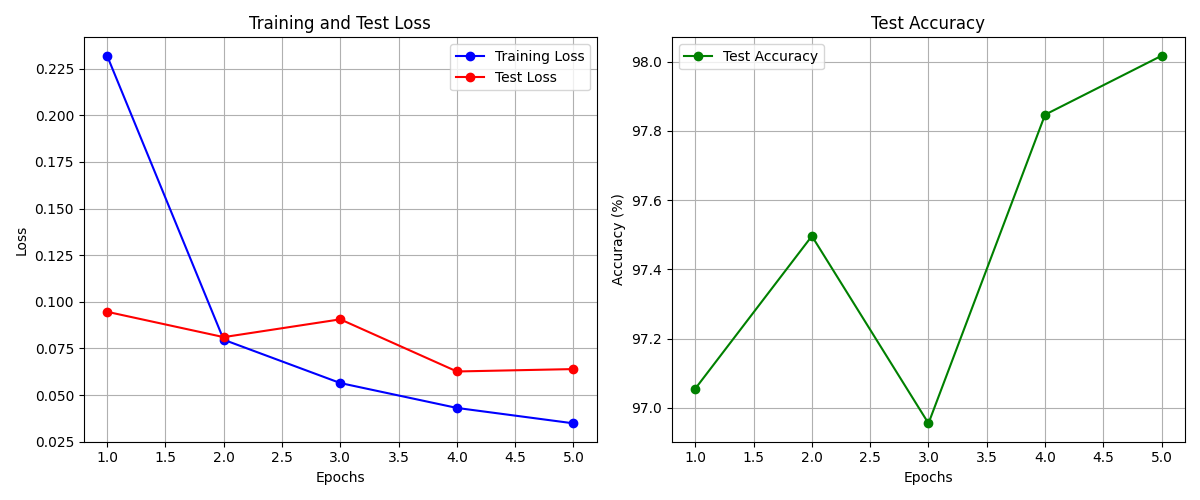 Training and Test Loss
Training Loss
Test Loss
0.225
0.200
0.175
0.150
0.125
0.100
0.075
0.050
0.025
Loss
1.0 1.5 2.0 2.5 3.0 3.5 4.0 4.5 5.0
Epochs
Test Accuracy
Test Accuracy
98.0
97.8
97.6
97.4
97.2
97.0
Accuracy (%)
1.0 1.5 2.0 2.5 3.0 3.5 4.0 4.5 5.0
Epochs